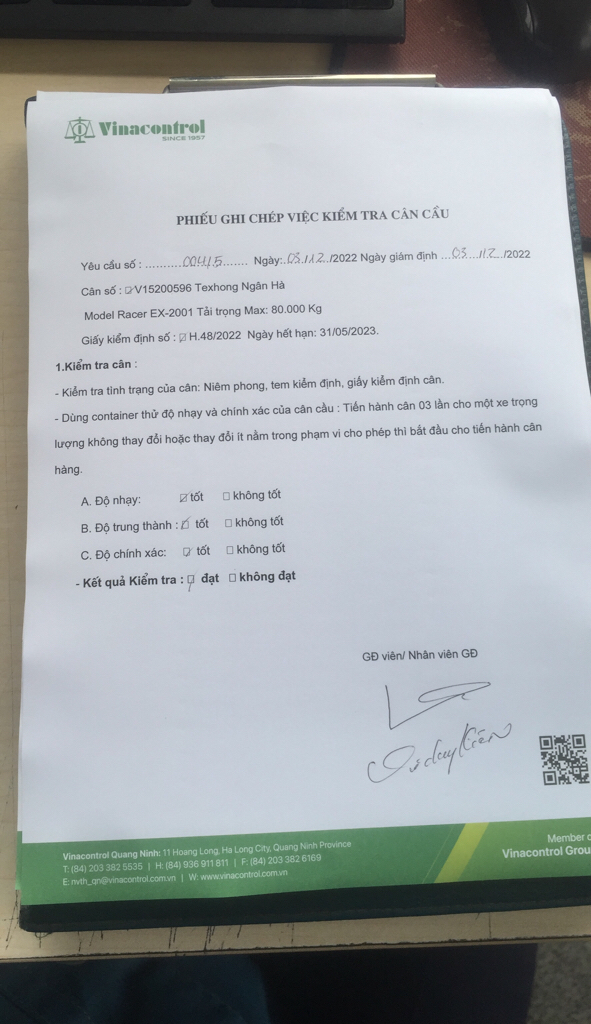 Vinacontrol
SINCE 1957
PHIẾU GHI CHÉP VIỆC KIỂM TRA CÂN CẦU
Yêu cầu số : ..........00415....... Ngày:..03./12../2022 Ngày giám định ...03...12.../2022
Cân số : ☑V15200596 Texhong Ngân Hà
Model Racer EX-2001 Tải trọng Max: 80.000 Kg
Giấy kiểm định số : ☑ H.48/2022 Ngày hết hạn: 31/05/2023.
1.Kiểm tra cân :
- Kiểm tra tình trạng của cân: Niêm phong, tem kiểm định, giấy kiểm định cân.
- Dùng container thử độ nhạy và chính xác của cân cầu : Tiến hành cân 03 lần cho một xe trọng
lượng không thay đổi hoặc thay đổi ít nằm trong phạm vi cho phép thì bắt đầu cho tiến hành cân
hàng.
A. Độ nhạy: ☑ tốt ☐ không tốt
B. Độ trung thành : ☑ tốt ☐ không tốt
C. Độ chính xác: ☑ tốt ☐ không tốt
- Kết quả Kiểm tra : ☑ đạt ☐ không đạt
GĐ viên/ Nhân viên GĐ
duy Kiên
Vinacontrol Quang Ninh: 11 Hoang Long, Ha Long City, Quang Ninh Province
T: (84) 203 382 5535 | H: (84) 936 911 811 | F: (84) 203 382 6169
E: nvth_qn@vinacontrol.com.vn | W: www.vinacontrol.com.vn
Member o
Vinacontrol Grou